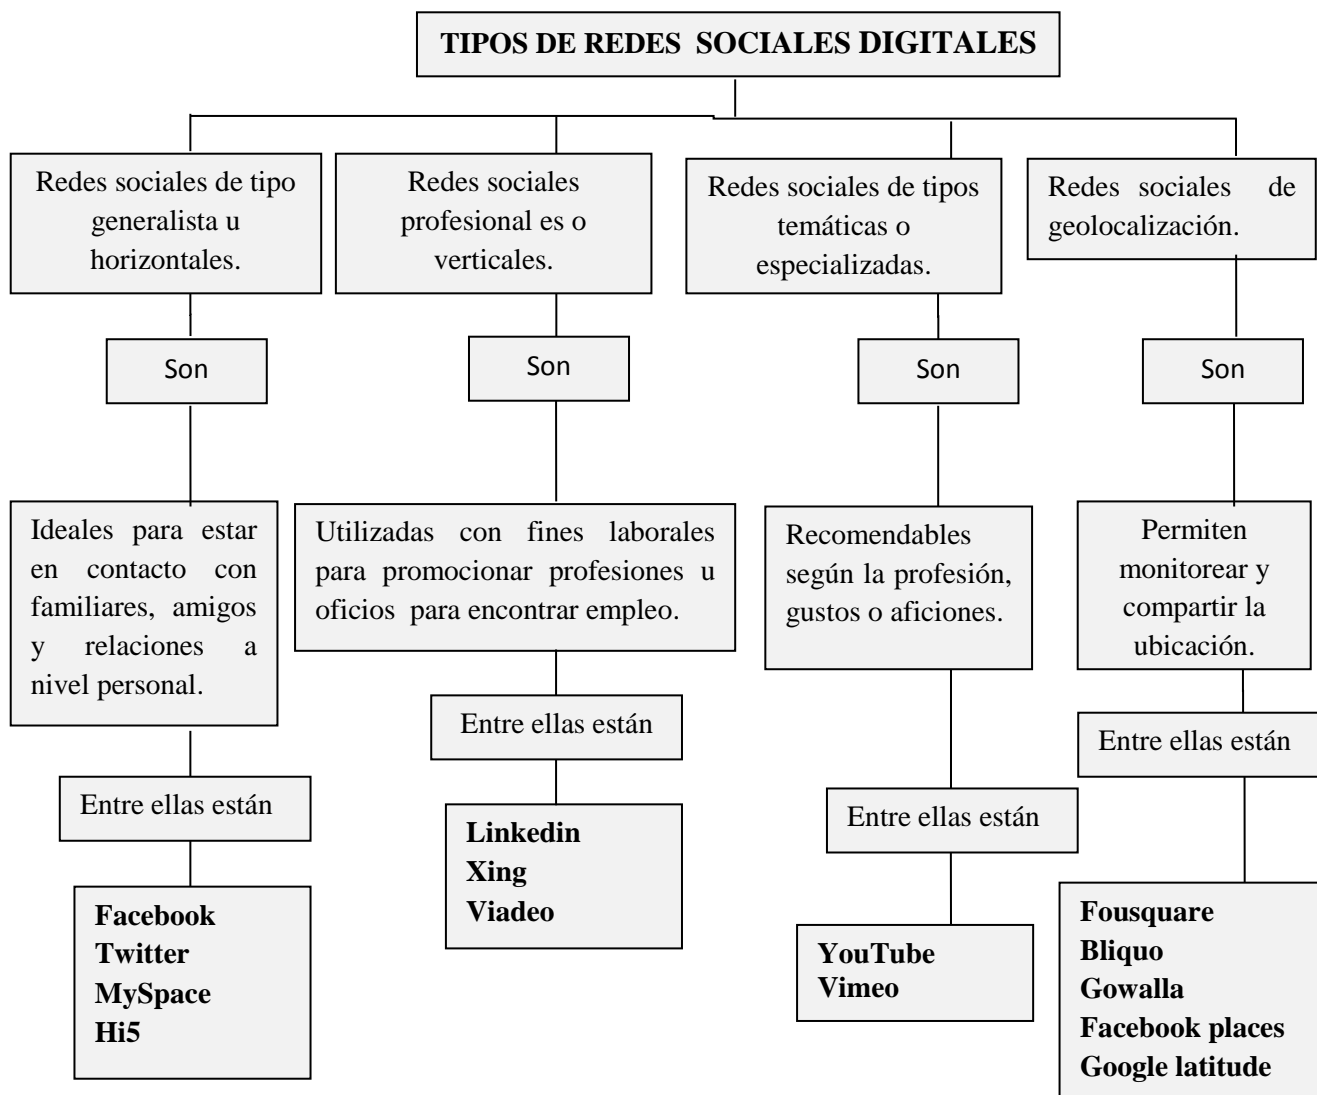 TIPOS DE REDES SOCIALES DIGITALES
Redes sociales de tipo
generalista u
horizontales.
Son
Ideales para estar
en contacto con
familiares, amigos
y relaciones a
nivel personal.
Entre ellas están
Facebook
Twitter
MySpace
Hi5
Redes sociales
profesional es o
verticales.
Son
Utilizadas con fines laborales
para promocionar profesiones u
oficios para encontrar empleo.
Entre ellas están
Linkedin
Xing
Viadeo
Redes sociales de tipos
temáticas o
especializadas.
Son
Recomendables
según la profesión,
gustos o aficiones.
Entre ellas están
YouTube
Vimeo
Redes sociales de
geolocalización.
Son
Permiten
monitorear y
compartir la
ubicación.
Entre ellas están
Fousquare
Bliquo
Gowalla
Facebook places
Google latitude